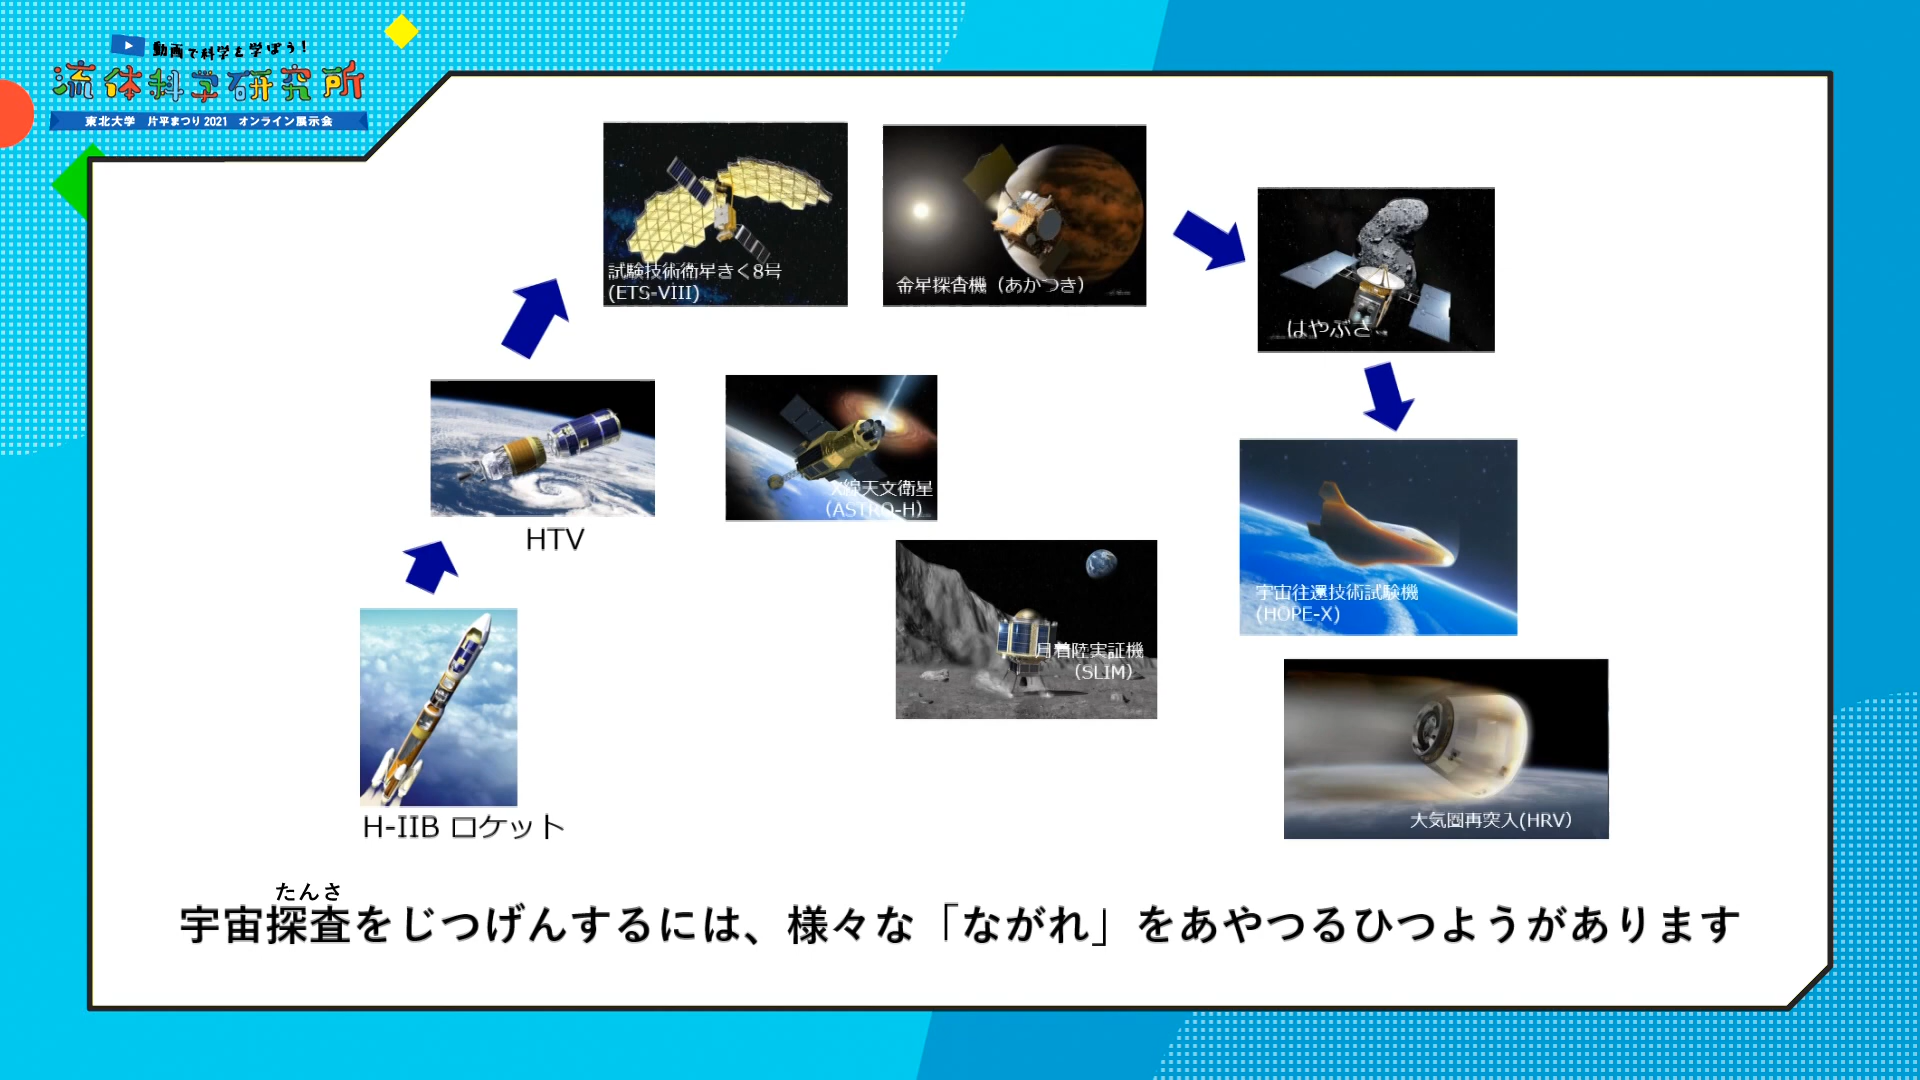 動画で科学を学ぼう!
流体科学研究所
東北大学 片平まつり2021 オンライン展示会
試験技術衛星きく8号
(ETS-VIII)
金星探査機（あかつき）
はやぶさ
HTV
X線天文衛星
(ASTRO-H)
月着陸実証機
(SLIM)
宇宙往還技術試験機
(HOPE-X)
H-IIB ロケット
大気圏再突入(HRV)
たんさ
宇宙探査をじつげんするには、様々な「ながれ」をあやつるひつようがあります